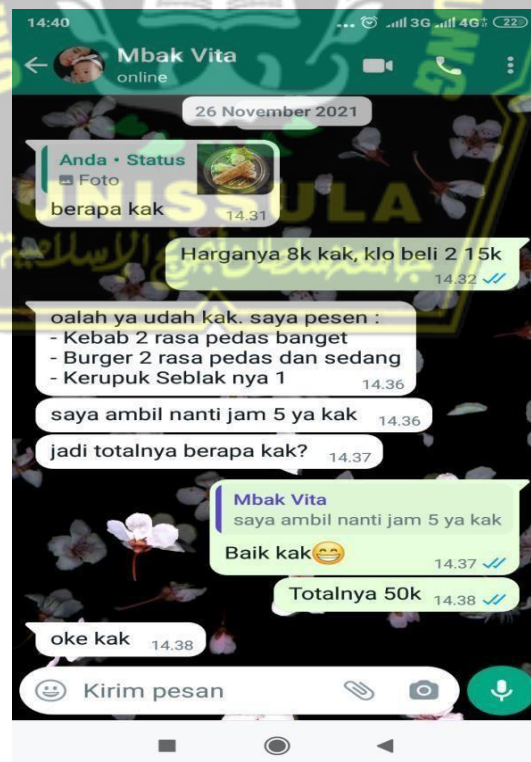 14:40
3G 4G 22
Mbak Vita
online
26 November 2021
Anda • Status
Foto
berapa kak 14.31
Harganya 8k kak, klo beli 2 15k
14.32
oalah ya udah kak. saya pesen :
- Kebab 2 rasa pedas banget
- Burger 2 rasa pedas dan sedang
- Kerupuk Seblak nya 1 14.36
saya ambil nanti jam 5 ya kak 14.36
jadi totalnya berapa kak? 14.37
Mbak Vita
saya ambil nanti jam 5 ya kak
Baik kak😁 14.37
Totalnya 50k 14.38
oke kak 14.38
Kirim pesan
UNISSULA